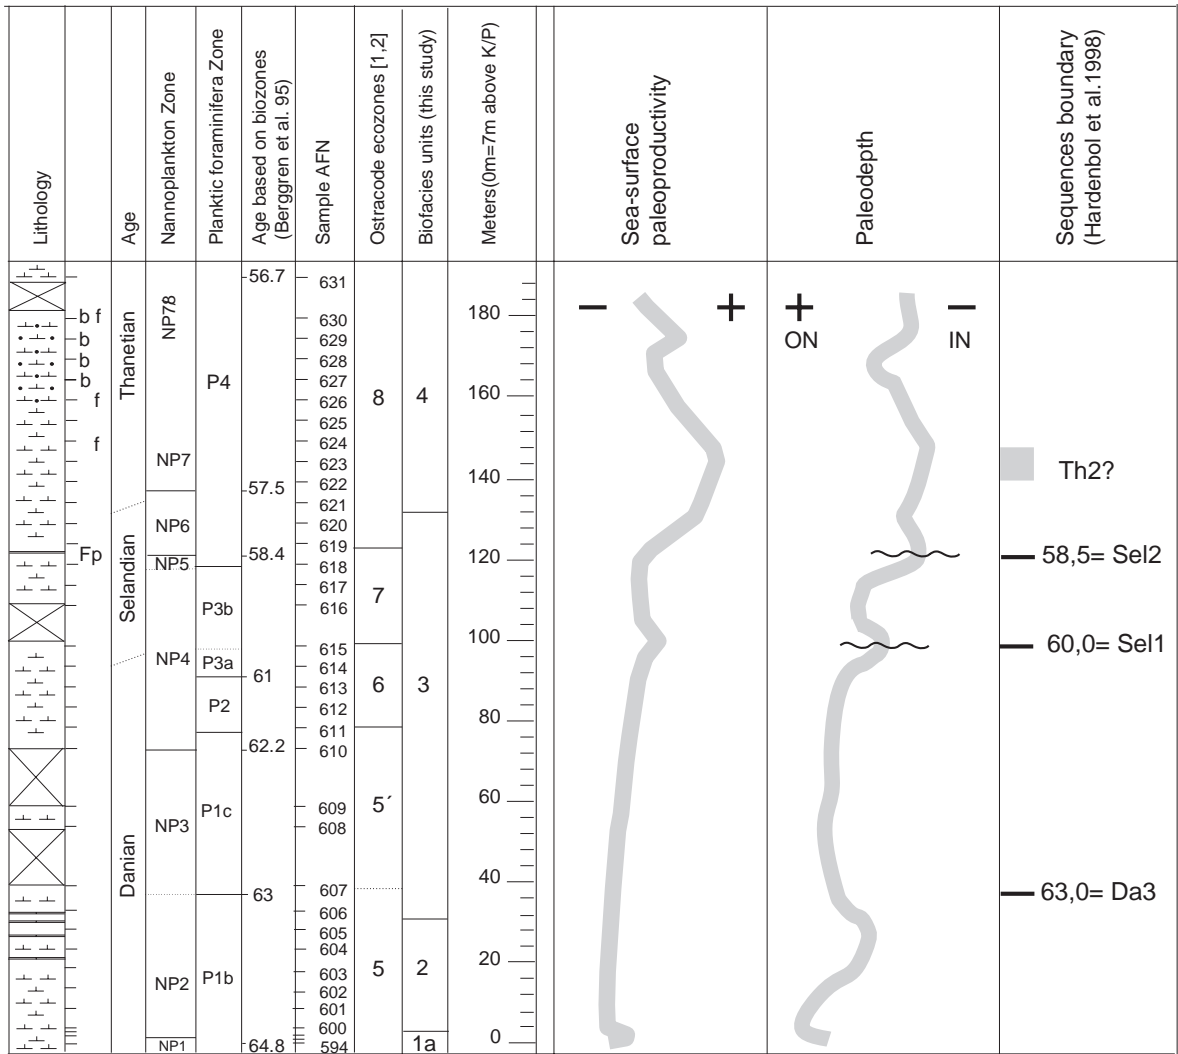 Lithology
Age
Nannoplankton Zone
Planktic foraminifera Zone
Age based on biozones
(Berggren et al. 95)
Sample AFN
Ostracode ecozones [1,2]
Biofacies units (this study)
Meters(0m=7m above K/P)
Sea-surface
paleoproductivity
Paleodepth
Sequences boundary
(Hardenbol et al.1998)
b f
b
b
b
f
f
Fp
Thanetian
Selandian
Danian
NP78
NP7
NP6
NP5
NP4
NP3
NP2
NP1
P4
P3b
P3a
P2
P1c
P1b
56.7
57.5
58.4
61
62.2
63
64.8
631
630
629
628
627
626
625
624
623
622
621
620
619
618
617
616
615
614
613
612
611
610
609
608
607
606
605
604
603
602
601
600
594
8
7
6
5´
5
4
3
2
1a
180
160
140
120
100
80
60
40
20
0
− +
+ −
ON IN
Th2?
58,5= Sel2
60,0= Sel1
63,0= Da3